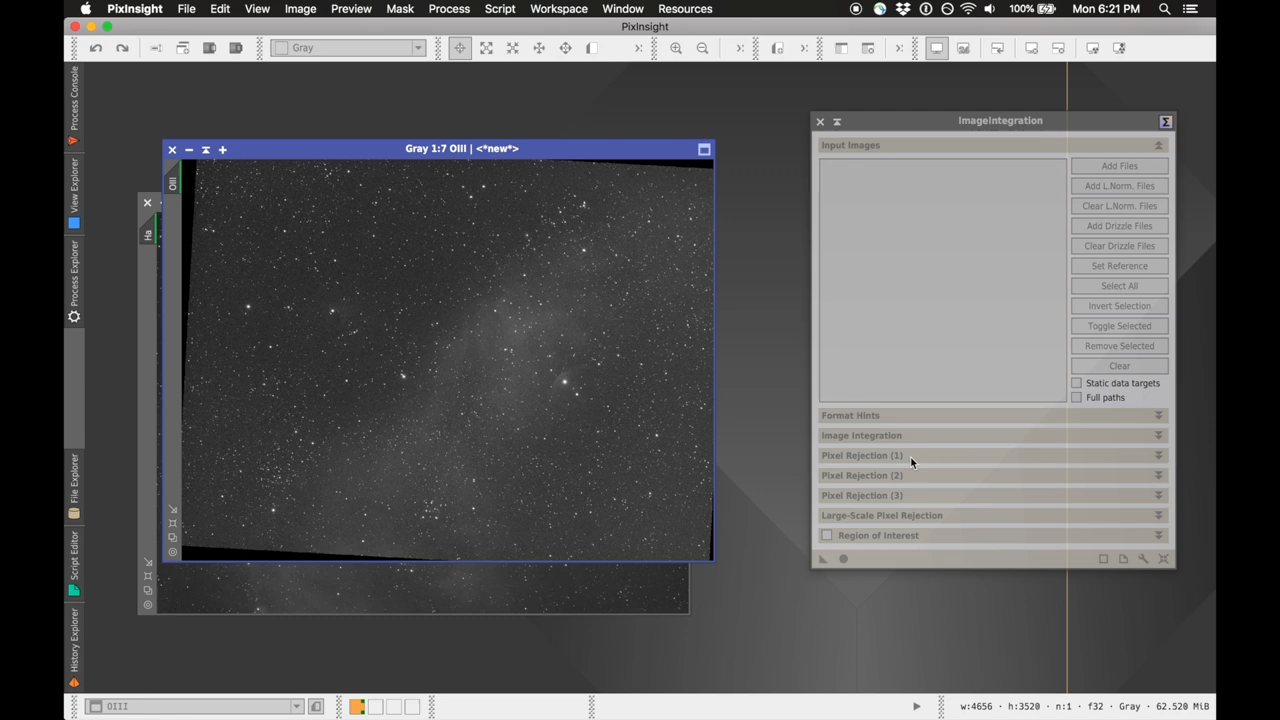 PixInsight File Edit View Image Preview Mask Process Script Workspace Window Resources 100% Mon 6:21 PM
PixInsight
Gray
Process Console
View Explorer
Process Explorer
File Explorer
Script Editor
History Explorer
Gray 1:7 OIII | <*new*>
OIII
Ha
ImageIntegration
Input Images
Add Files
Add L.Norm. Files
Clear L.Norm. Files
Add Drizzle Files
Clear Drizzle Files
Set Reference
Select All
Invert Selection
Toggle Selected
Remove Selected
Clear
Static data targets
Full paths
Format Hints
Image Integration
Pixel Rejection (1)
Pixel Rejection (2)
Pixel Rejection (3)
Large-Scale Pixel Rejection
Region of Interest
OIII
w:4656 · h:3520 · n:1 · f32 · Gray · 62.520 MiB